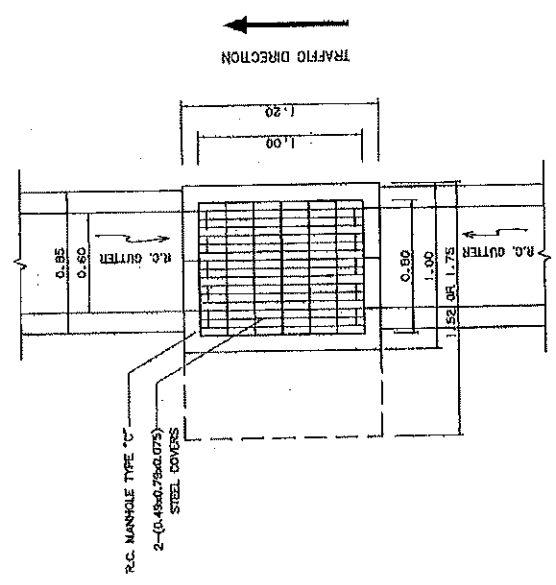 TRAFFIC DIRECTION
1.20
1.00
R.C. GUTTER
0.85
0.60
R.C. GUTTER
0.80
1.00
1.52 OR 1.75
R.C. MANHOLE TYPE "C"
2-(0.49x0.79x0.075)
STEEL COVERS